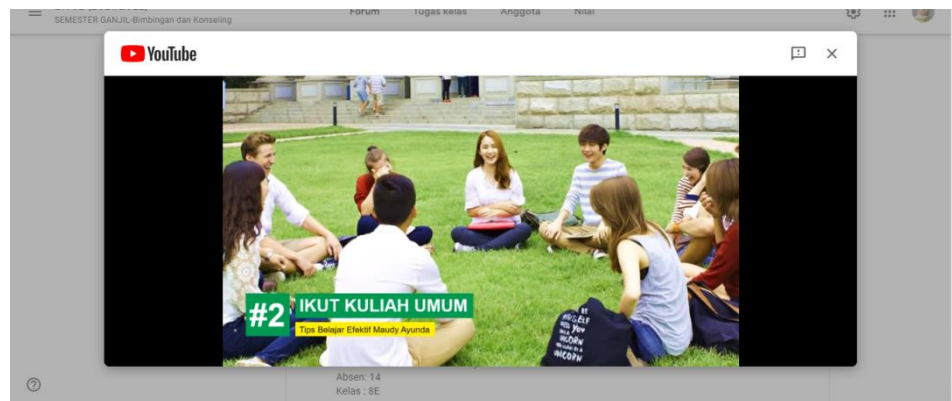 SEMESTER GANJIL-Bimbingan dan Konseling
Forum
Tugas kelas
Anggota
Nilai
YouTube
#2
IKUT KULIAH UMUM
Tips Belajar Efektif Maudy Ayunda
UNICORN
Absen: 14
Kelas : 8E